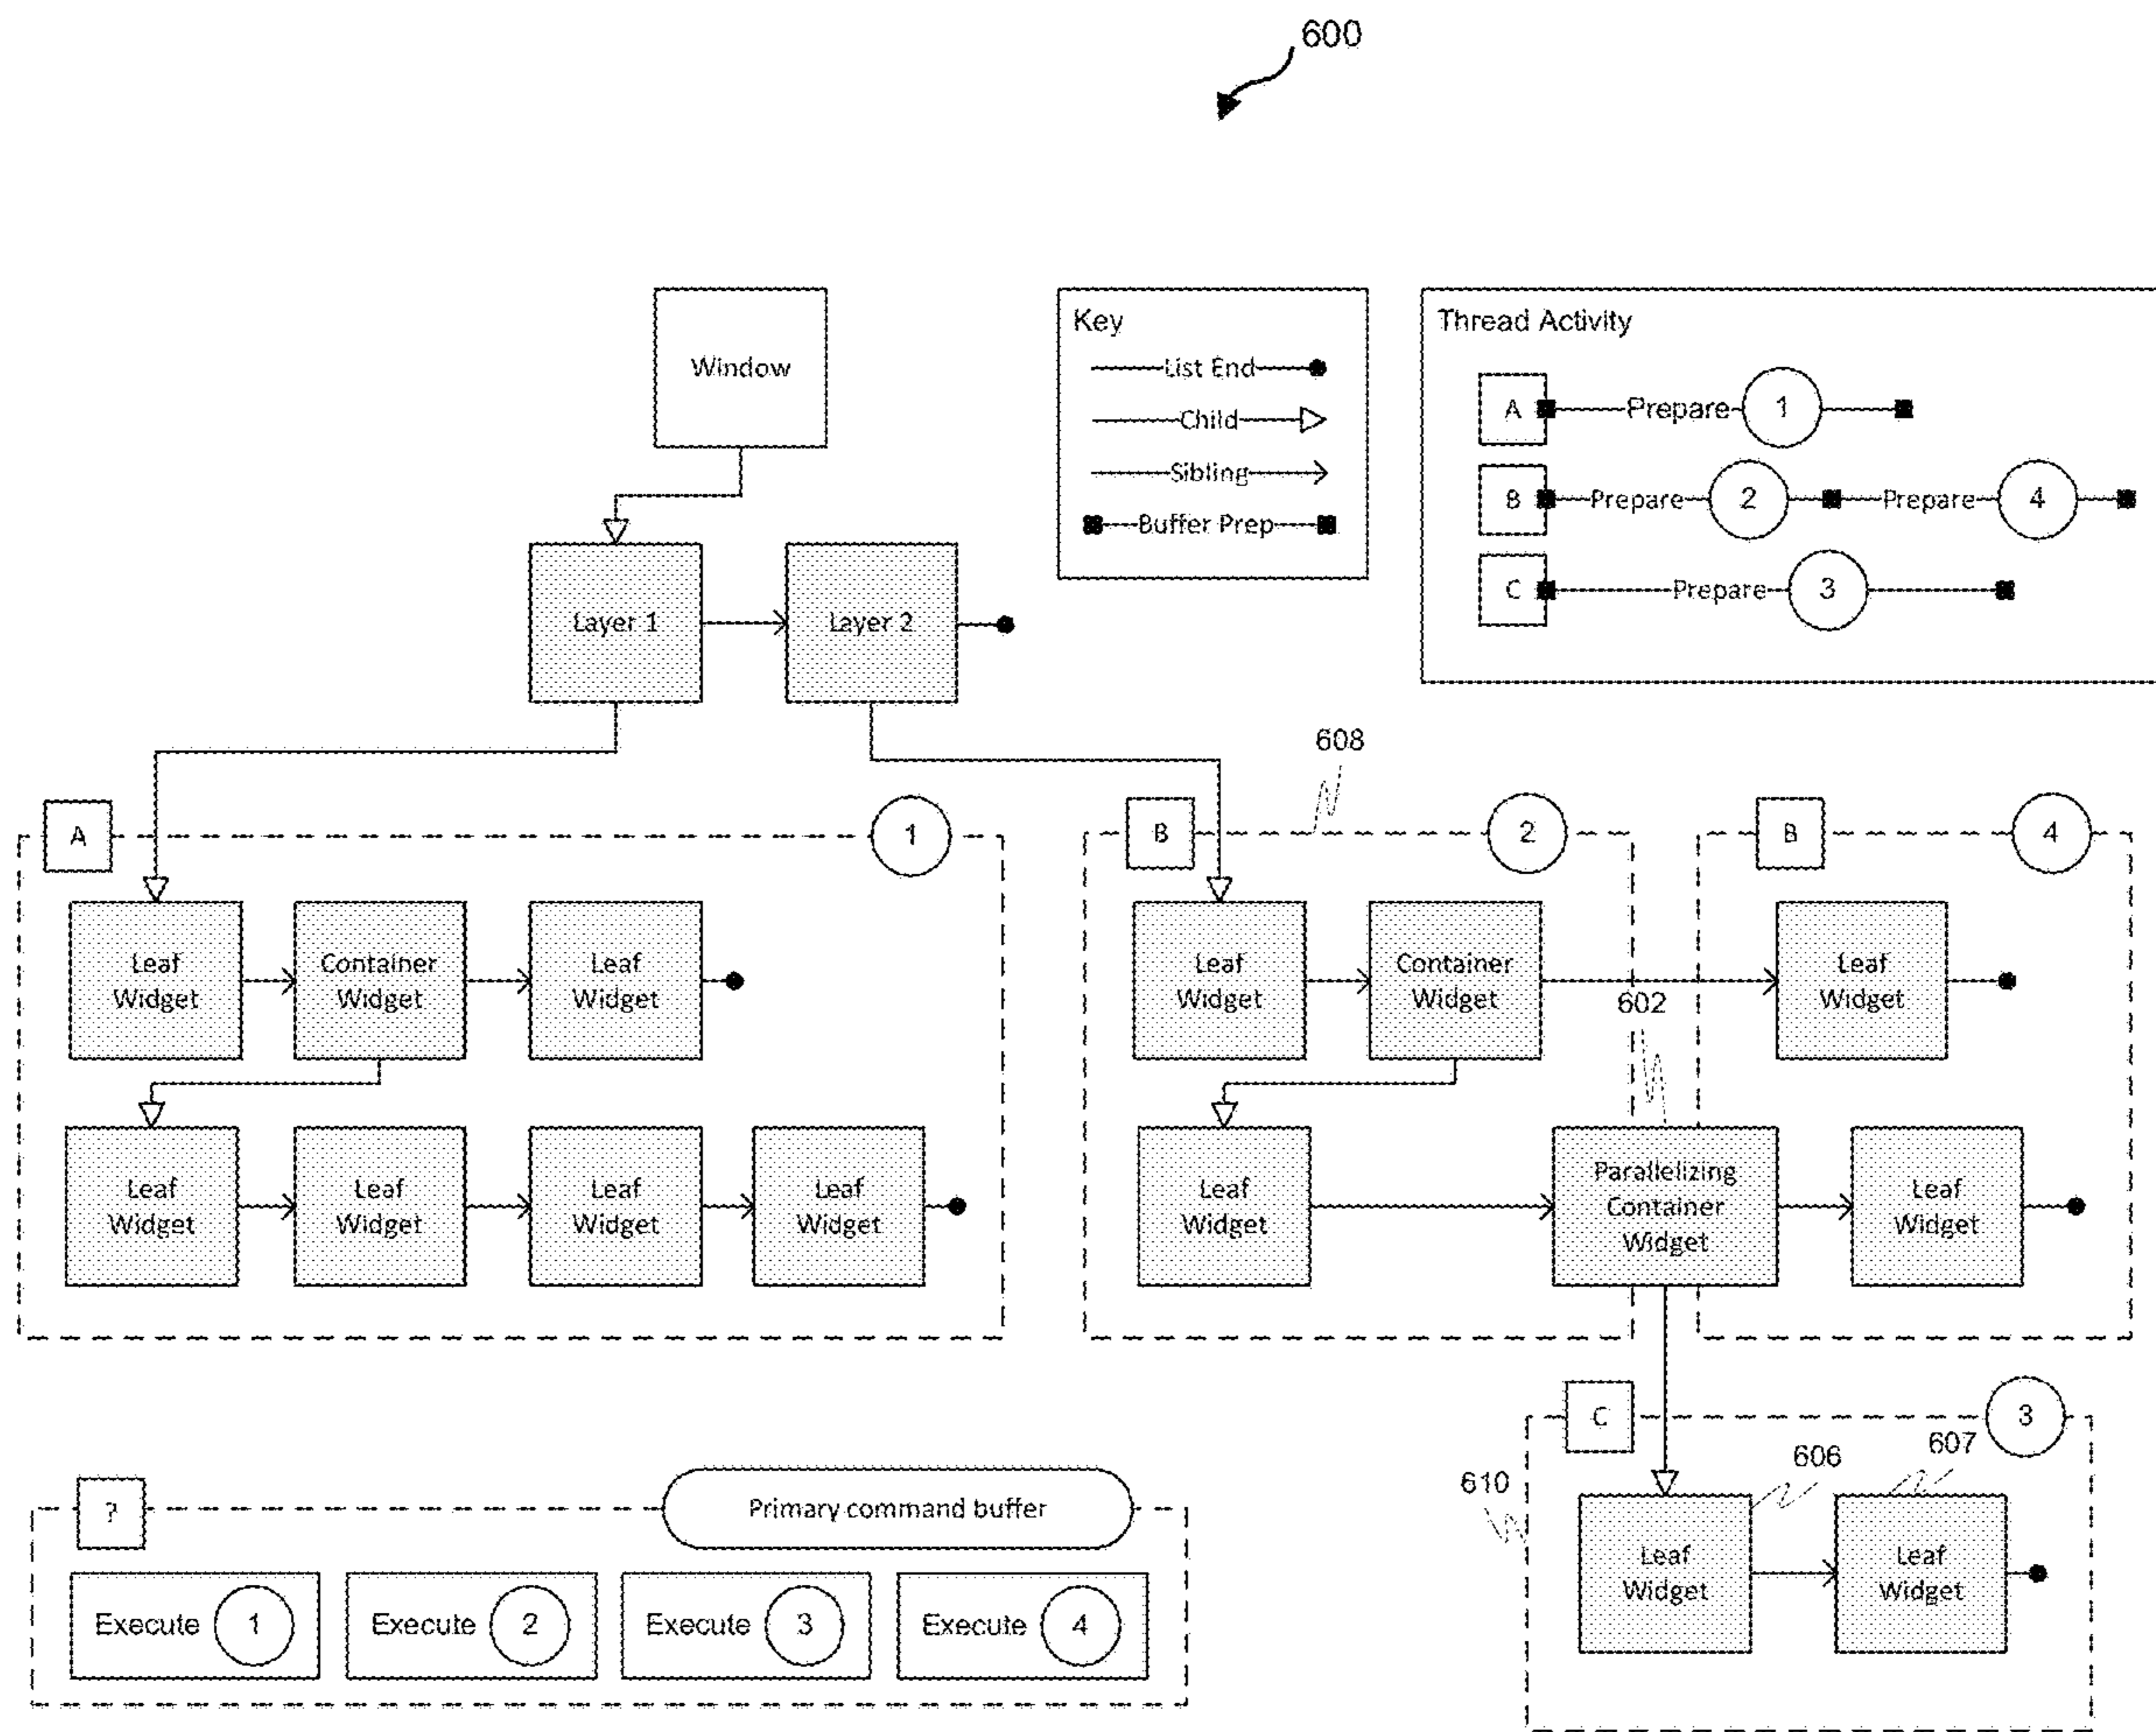 600
Window
Key
List End
Child
Sibling
Buffer Prep
Thread Activity
A Prepare 1
B Prepare 2 Prepare 4
C Prepare 3
Layer 1
Layer 2
608
A
1
B
2
B
4
Leaf
Widget
Container
Widget
Leaf
Widget
Leaf
Widget
Container
Widget
602
Leaf
Widget
Leaf
Widget
Leaf
Widget
Leaf
Widget
Leaf
Widget
Leaf
Widget
Parallelizing
Container
Widget
Leaf
Widget
C
3
610
606
607
Leaf
Widget
Leaf
Widget
?
Primary command buffer
Execute 1
Execute 2
Execute 3
Execute 4